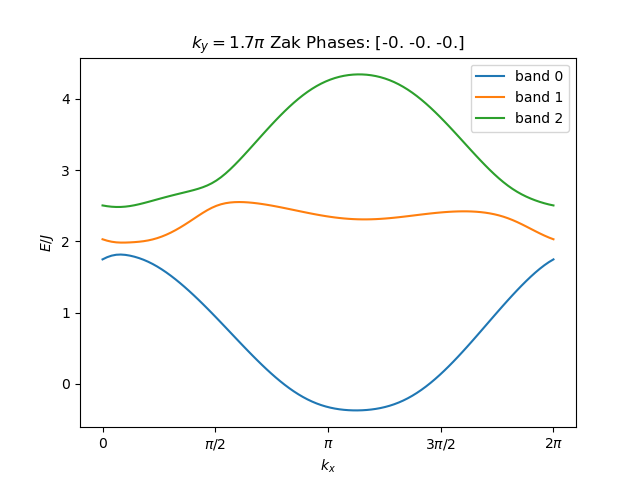 k_y = 1.7π Zak Phases: [-0. -0. -0.]
band 0
band 1
band 2
E/J
4
3
2
1
0
0 π/2 π 3π/2 2π
k_x